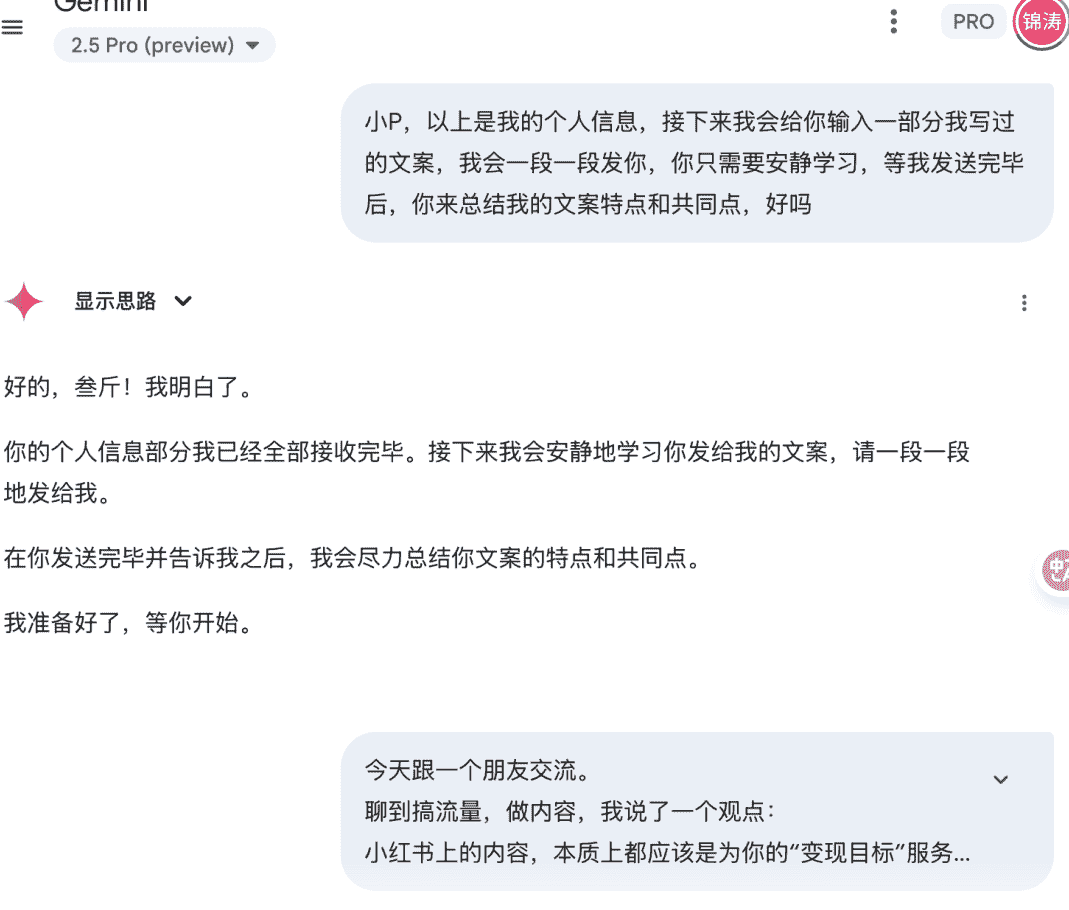 Gemini
2.5 Pro (preview)
PRO
锦涛
小P，以上是我的个人信息，接下来我会给你输入一部分我写过
的文案，我会一段一段发你，你只需要安静学习，等我发送完毕
后，你来总结我的文案特点和共同点，好吗
显示思路
好的，叁斤！我明白了。
你的个人信息部分我已经全部接收完毕。接下来我会安静地学习你发给我的文案，请一段一段
地发给我。
在你发送完毕并告诉我之后，我会尽力总结你文案的特点和共同点。
我准备好了，等你开始。
今天跟一个朋友交流。
聊到搞流量，做内容，我说了一个观点：
小红书上的内容，本质上都应该是为你的“变现目标”服务...